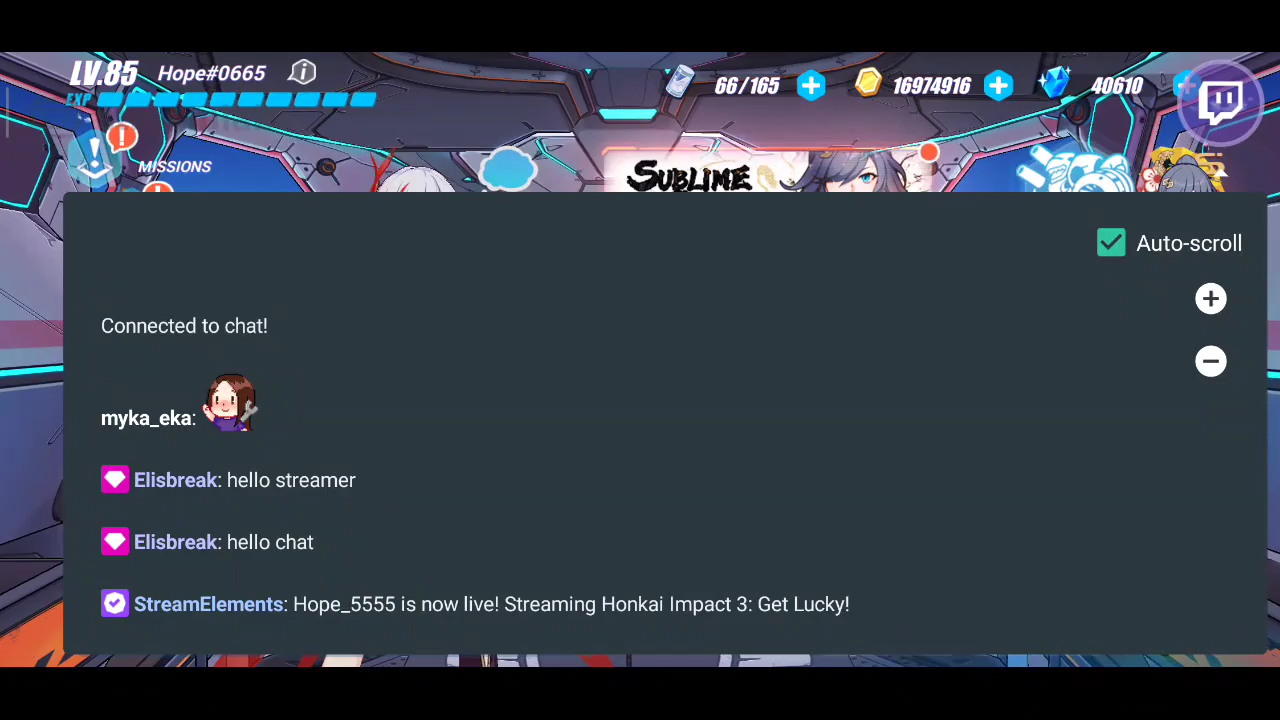 LV.85 Hope#0665
66/165 16974916 40610
EXP
MISSIONS
SUBLIME
Auto-scroll
Connected to chat!
myka_eka:
Elisbreak: hello streamer
Elisbreak: hello chat
StreamElements: Hope_5555 is now live! Streaming Honkai Impact 3: Get Lucky!